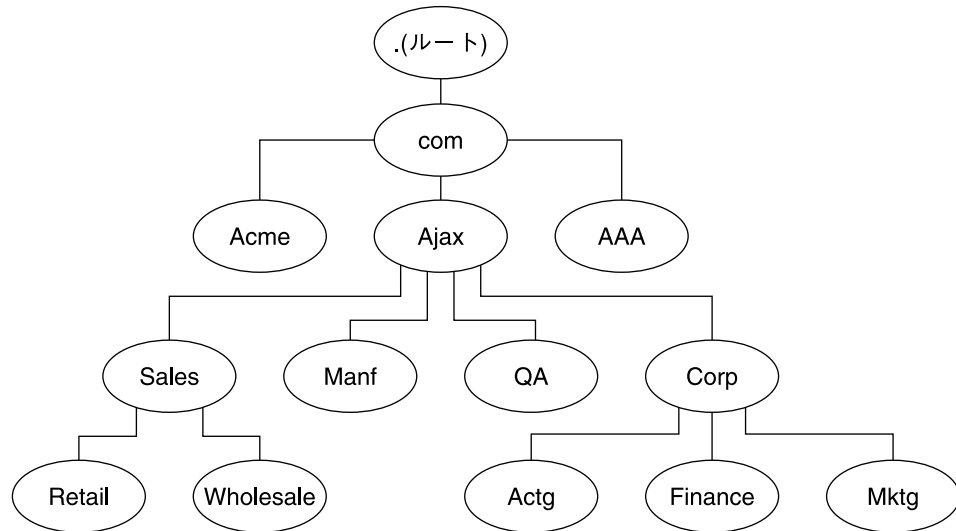 .(ルート)
com
Acme
Ajax
AAA
Sales
Manf
QA
Corp
Retail
Wholesale
Actg
Finance
Mktg